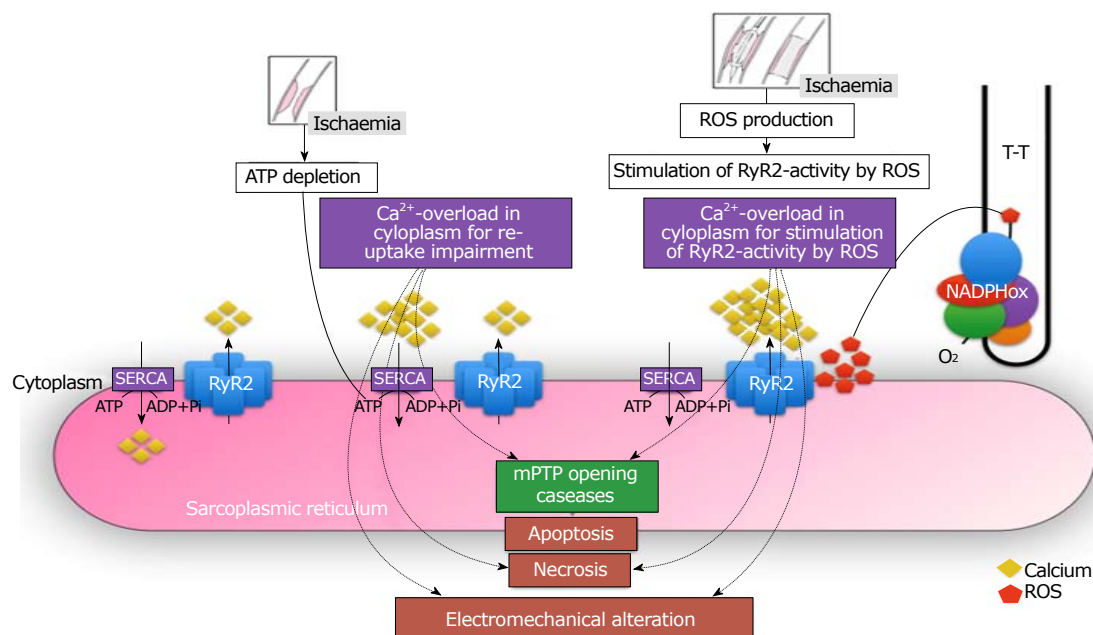 Ischaemia
ROS production
Stimulation of RyR2-activity by ROS
T-T
Ischaemia
ATP depletion
Ca²⁺-overload in
cyloplasm for re-
uptake impairment
Ca²⁺-overload in
cyloplasm for stimulation
of RyR2-activity by ROS
NADPHox
O₂
Cytoplasm
SERCA
ATP
ADP+Pi
RyR2
SERCA
ATP
ADP+Pi
RyR2
SERCA
ATP
ADP+Pi
RyR2
Sarcoplasmic reticulum
mPTP opening
caseases
Apoptosis
Necrosis
Electromechanical alteration
Calcium
ROS